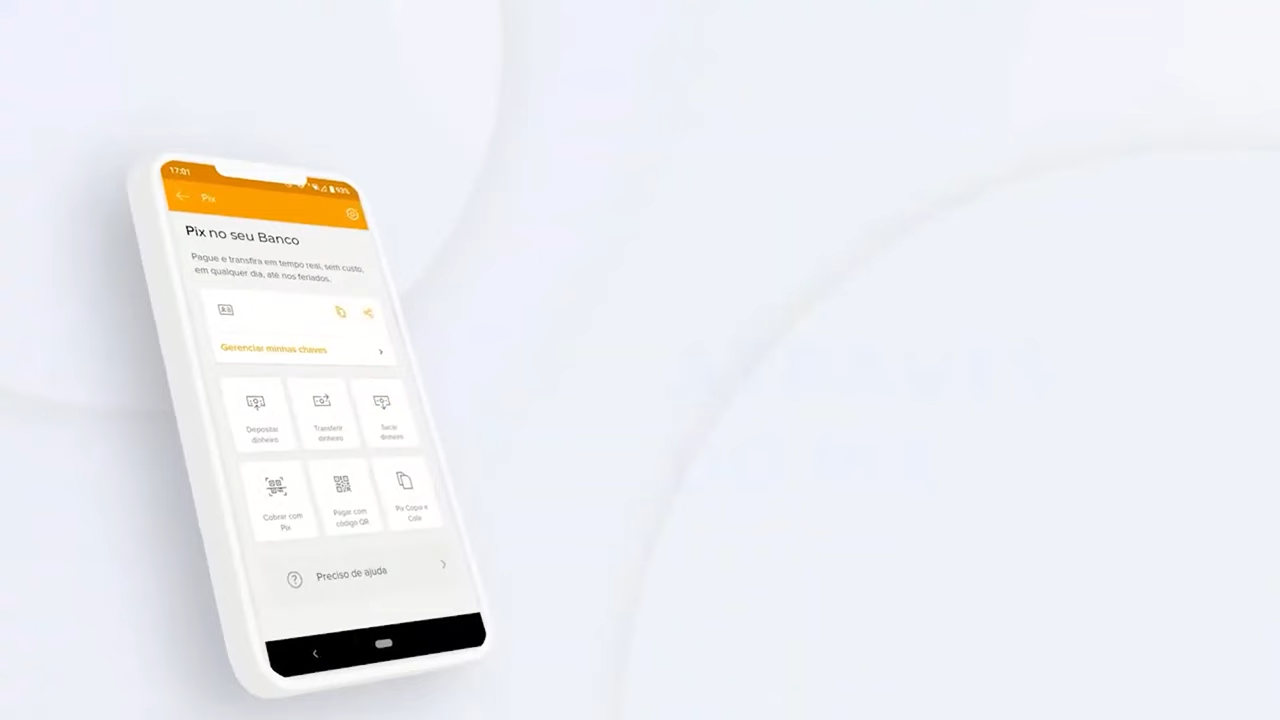 17:01
93%
Pix
Pix no seu Banco
Pague e transfira em tempo real, sem custo,
em qualquer dia, até nos feriados.
Gerenciar minhas chaves
Depositar
dinheiro
Transferir
dinheiro
Sacar
dinheiro
Cobrar com
Pix
Pagar com
código QR
Pix Copia e
Cola
Preciso de ajuda